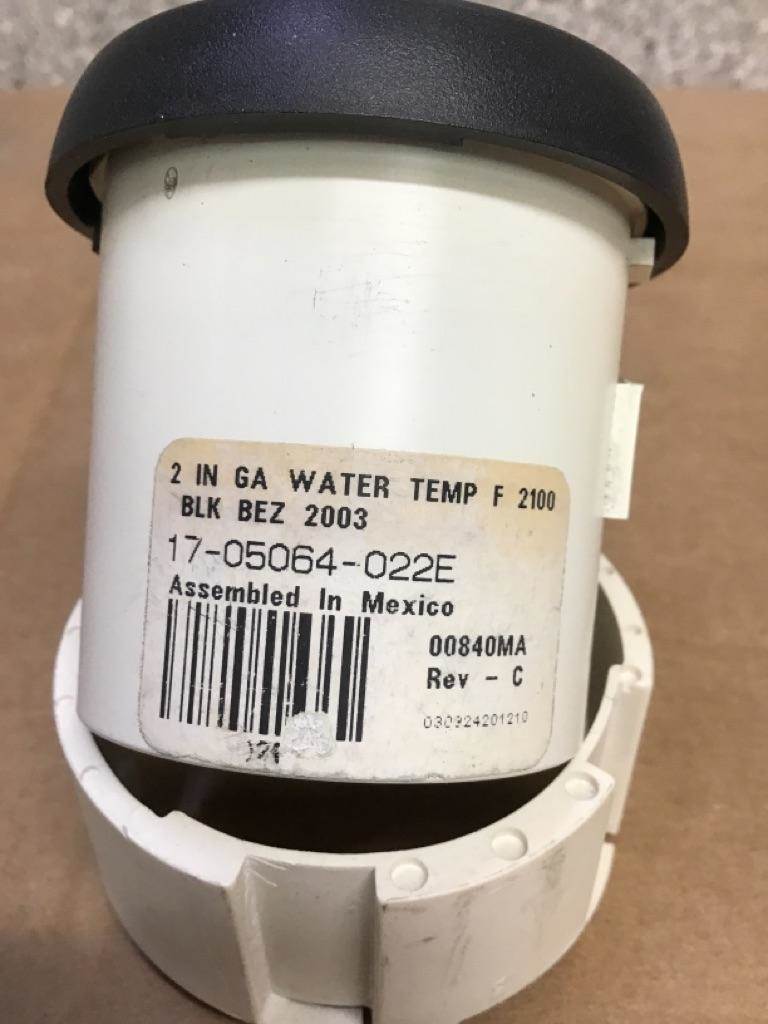 2 IN GA WATER TEMP F 2100
BLK BEZ 2003
17-05064-022E
Assembled In Mexico
00840MA
Rev - C
030924201210